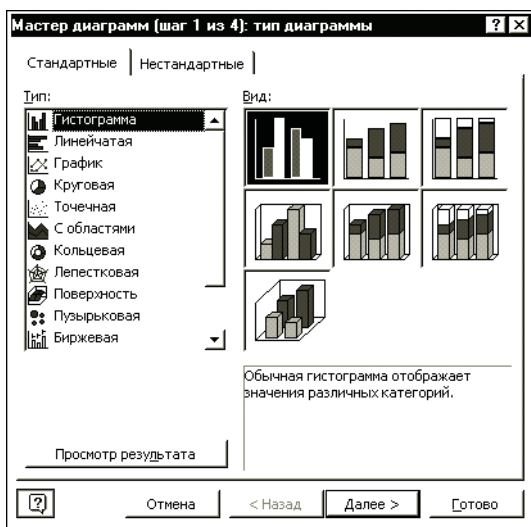 Мастер диаграмм (шаг 1 из 4): тип диаграммы
Стандартные
Нестандартные
Тип:
Гистограмма
Линейчатая
График
Круговая
Точечная
С областями
Кольцевая
Лепестковая
Поверхность
Пузырьковая
Биржевая
Вид:
Обычная гистограмма отображает
значения различных категорий.
Просмотр результата
Отмена
< Назад
Далее >
Готово